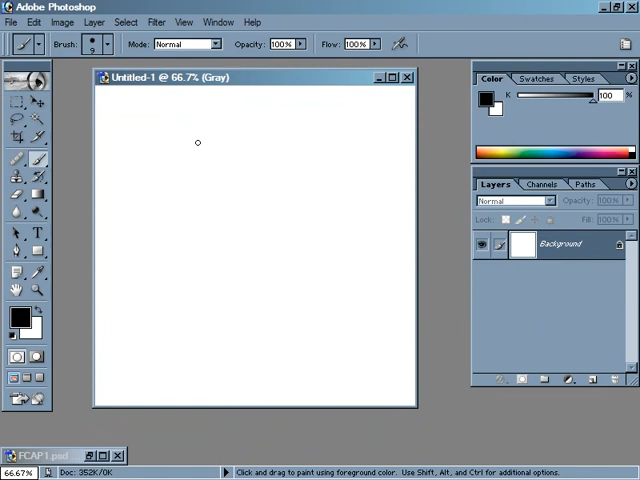 Adobe Photoshop
File Edit Image Layer Select Filter View Window Help
Brush: 9 Mode: Normal Opacity: 100% Flow: 100%
Untitled-1 @ 66.7% (Gray)
Color Swatches Styles
K 100 %
Layers Channels Paths
Normal Opacity: 100%
Lock: Fill: 100%
Background
T
FCAP1.psd
66.67% Doc: 352K/0K Click and drag to paint using foreground color. Use Shift, Alt, and Ctrl for additional options.